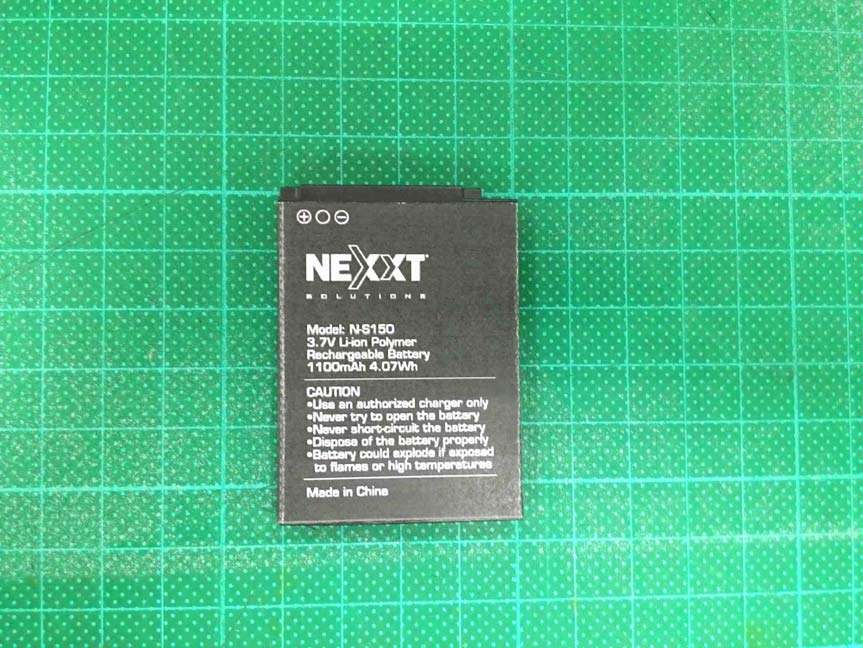 NEXXT
SOLUTIONS
Model: N-S150
3.7V Li-ion Polymer
Rechargeable Battery
1100mAh 4.07Wh
CAUTION
•Use an authorized charger only
•Never try to open the battery
•Never short-circuit the battery
•Dispose of the battery properly
•Battery could explode if exposed
to flames or high temperatures
Made in China